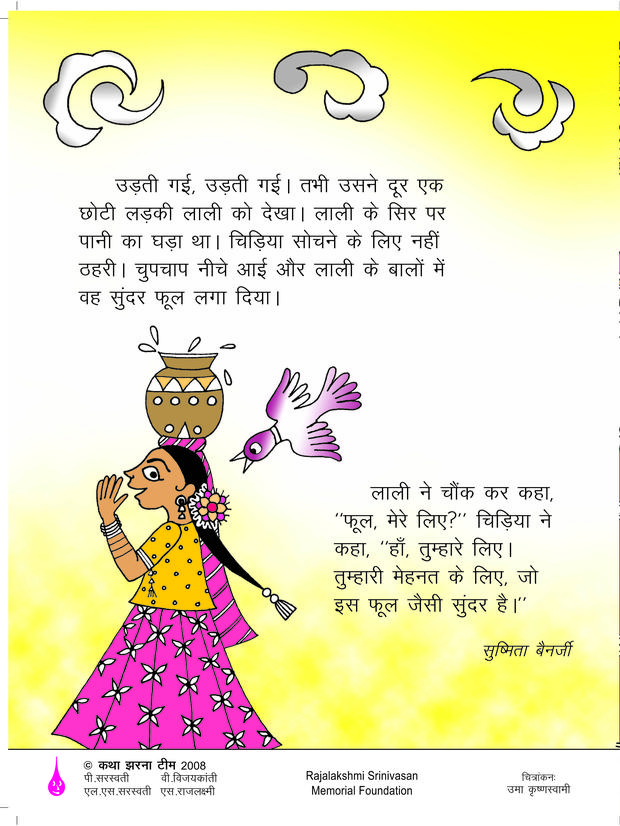 उड़ती गई, उड़ती गई। तभी उसने दूर एक
छोटी लड़की लाली को देखा। लाली के सिर पर
पानी का घड़ा था। चिड़िया सोचने के लिए नहीं
ठहरी। चुपचाप नीचे आई और लाली के बालों में
वह सुंदर फूल लगा दिया।
लाली ने चौंक कर कहा,
"फूल, मेरे लिए?" चिड़िया ने
कहा, "हाँ, तुम्हारे लिए।
तुम्हारी मेहनत के लिए, जो
इस फूल जैसी सुंदर है।"
सुष्मिता बैनर्जी
© कथा झरना टीम 2008
पी.सरस्वती वी.विजयकांती
एल.एस.सरस्वती एस.राजलक्ष्मी
Rajalakshmi Srinivasan
Memorial Foundation
चित्रांकनः
उमा कृष्णस्वामी